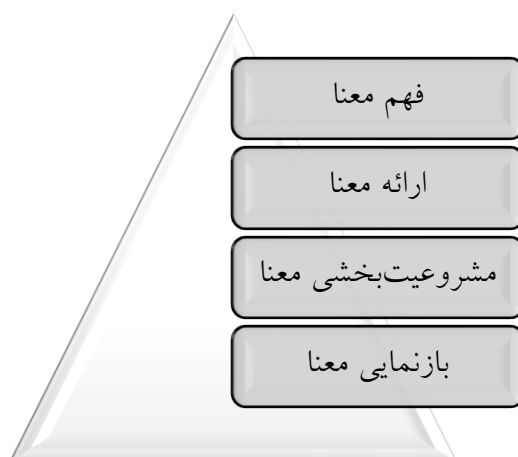 فهم معنا
ارائه معنا
مشروعیت‌بخشی معنا
بازنمایی معنا